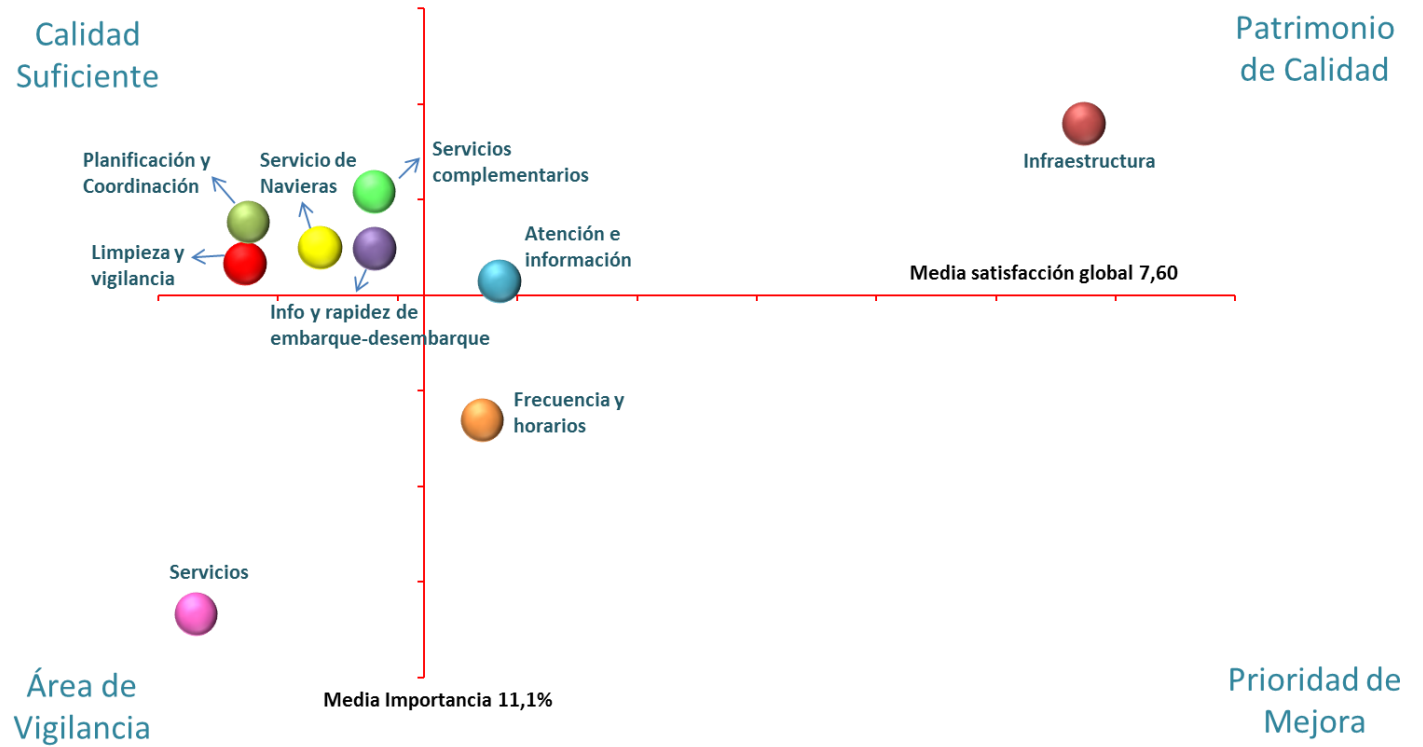 Calidad
Suficiente
Patrimonio
de Calidad
Planificación y
Coordinación
Servicio de
Navieras
Servicios
complementarios
Infraestructura
Limpieza y
vigilancia
Atención e
información
Media satisfacción global 7,60
Info y rapidez de
embarque-desembarque
Frecuencia y
horarios
Servicios
Área de
Vigilancia
Media Importancia 11,1%
Prioridad de
Mejora